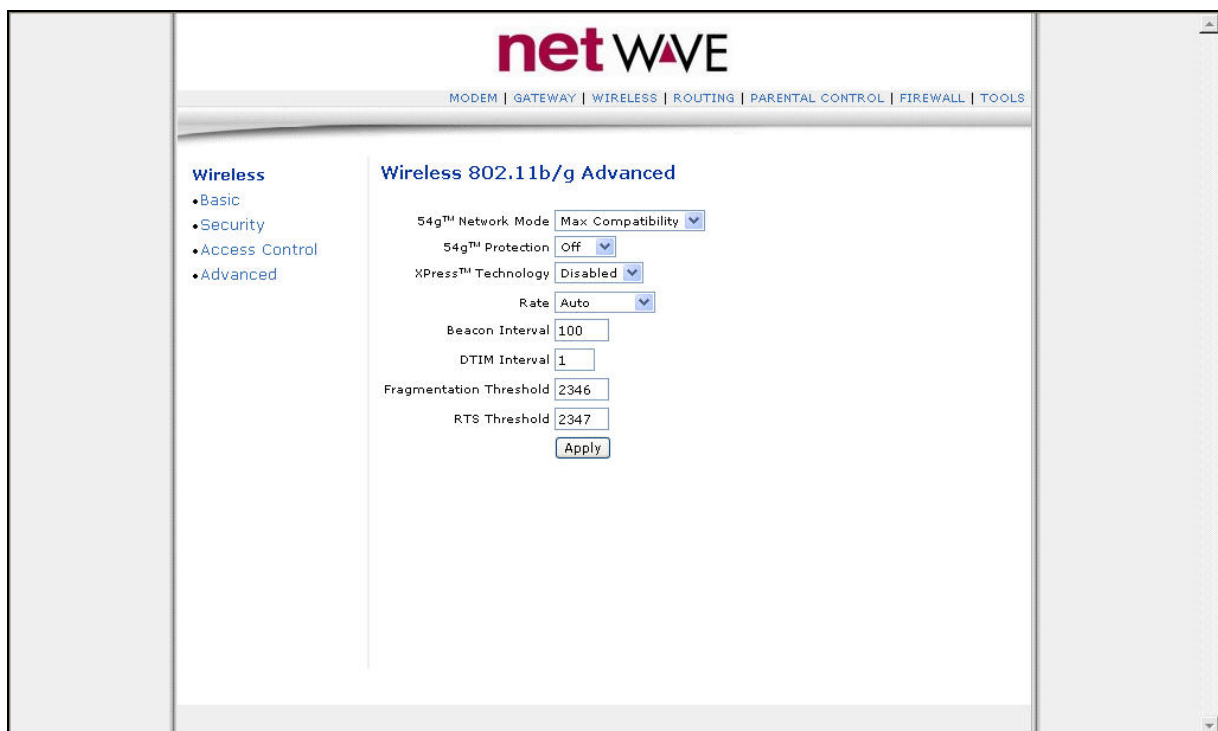 net WAVE
MODEM | GATEWAY | WIRELESS | ROUTING | PARENTAL CONTROL | FIREWALL | TOOLS
Wireless
•Basic
•Security
•Access Control
•Advanced
Wireless 802.11b/g Advanced
54g™ Network Mode Max Compatibility
54g™ Protection Off
XPress™ Technology Disabled
Rate Auto
Beacon Interval 100
DTIM Interval 1
Fragmentation Threshold 2346
RTS Threshold 2347
Apply